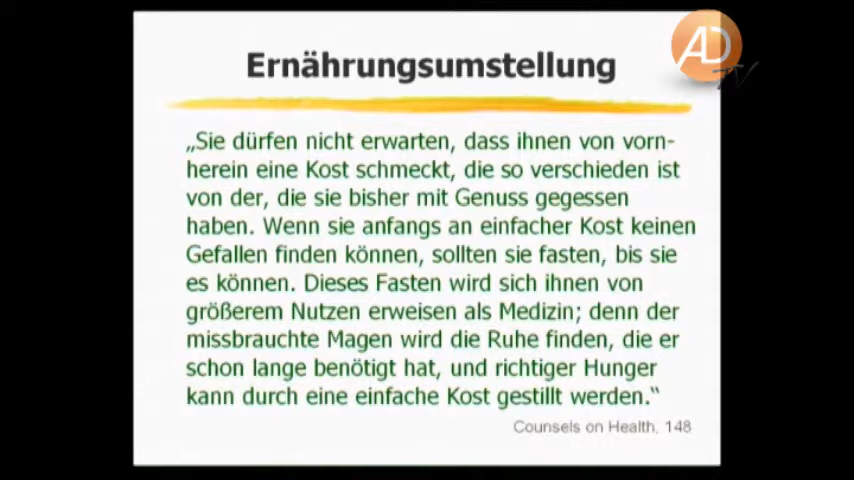 AD
TV
Ernährungsumstellung
„Sie dürfen nicht erwarten, dass ihnen von vorn-
herein eine Kost schmeckt, die so verschieden ist
von der, die sie bisher mit Genuss gegessen
haben. Wenn sie anfangs an einfacher Kost keinen
Gefallen finden können, sollten sie fasten, bis sie
es können. Dieses Fasten wird sich ihnen von
größerem Nutzen erweisen als Medizin; denn der
missbrauchte Magen wird die Ruhe finden, die er
schon lange benötigt hat, und richtiger Hunger
kann durch eine einfache Kost gestillt werden.“
Counsels on Health, 148